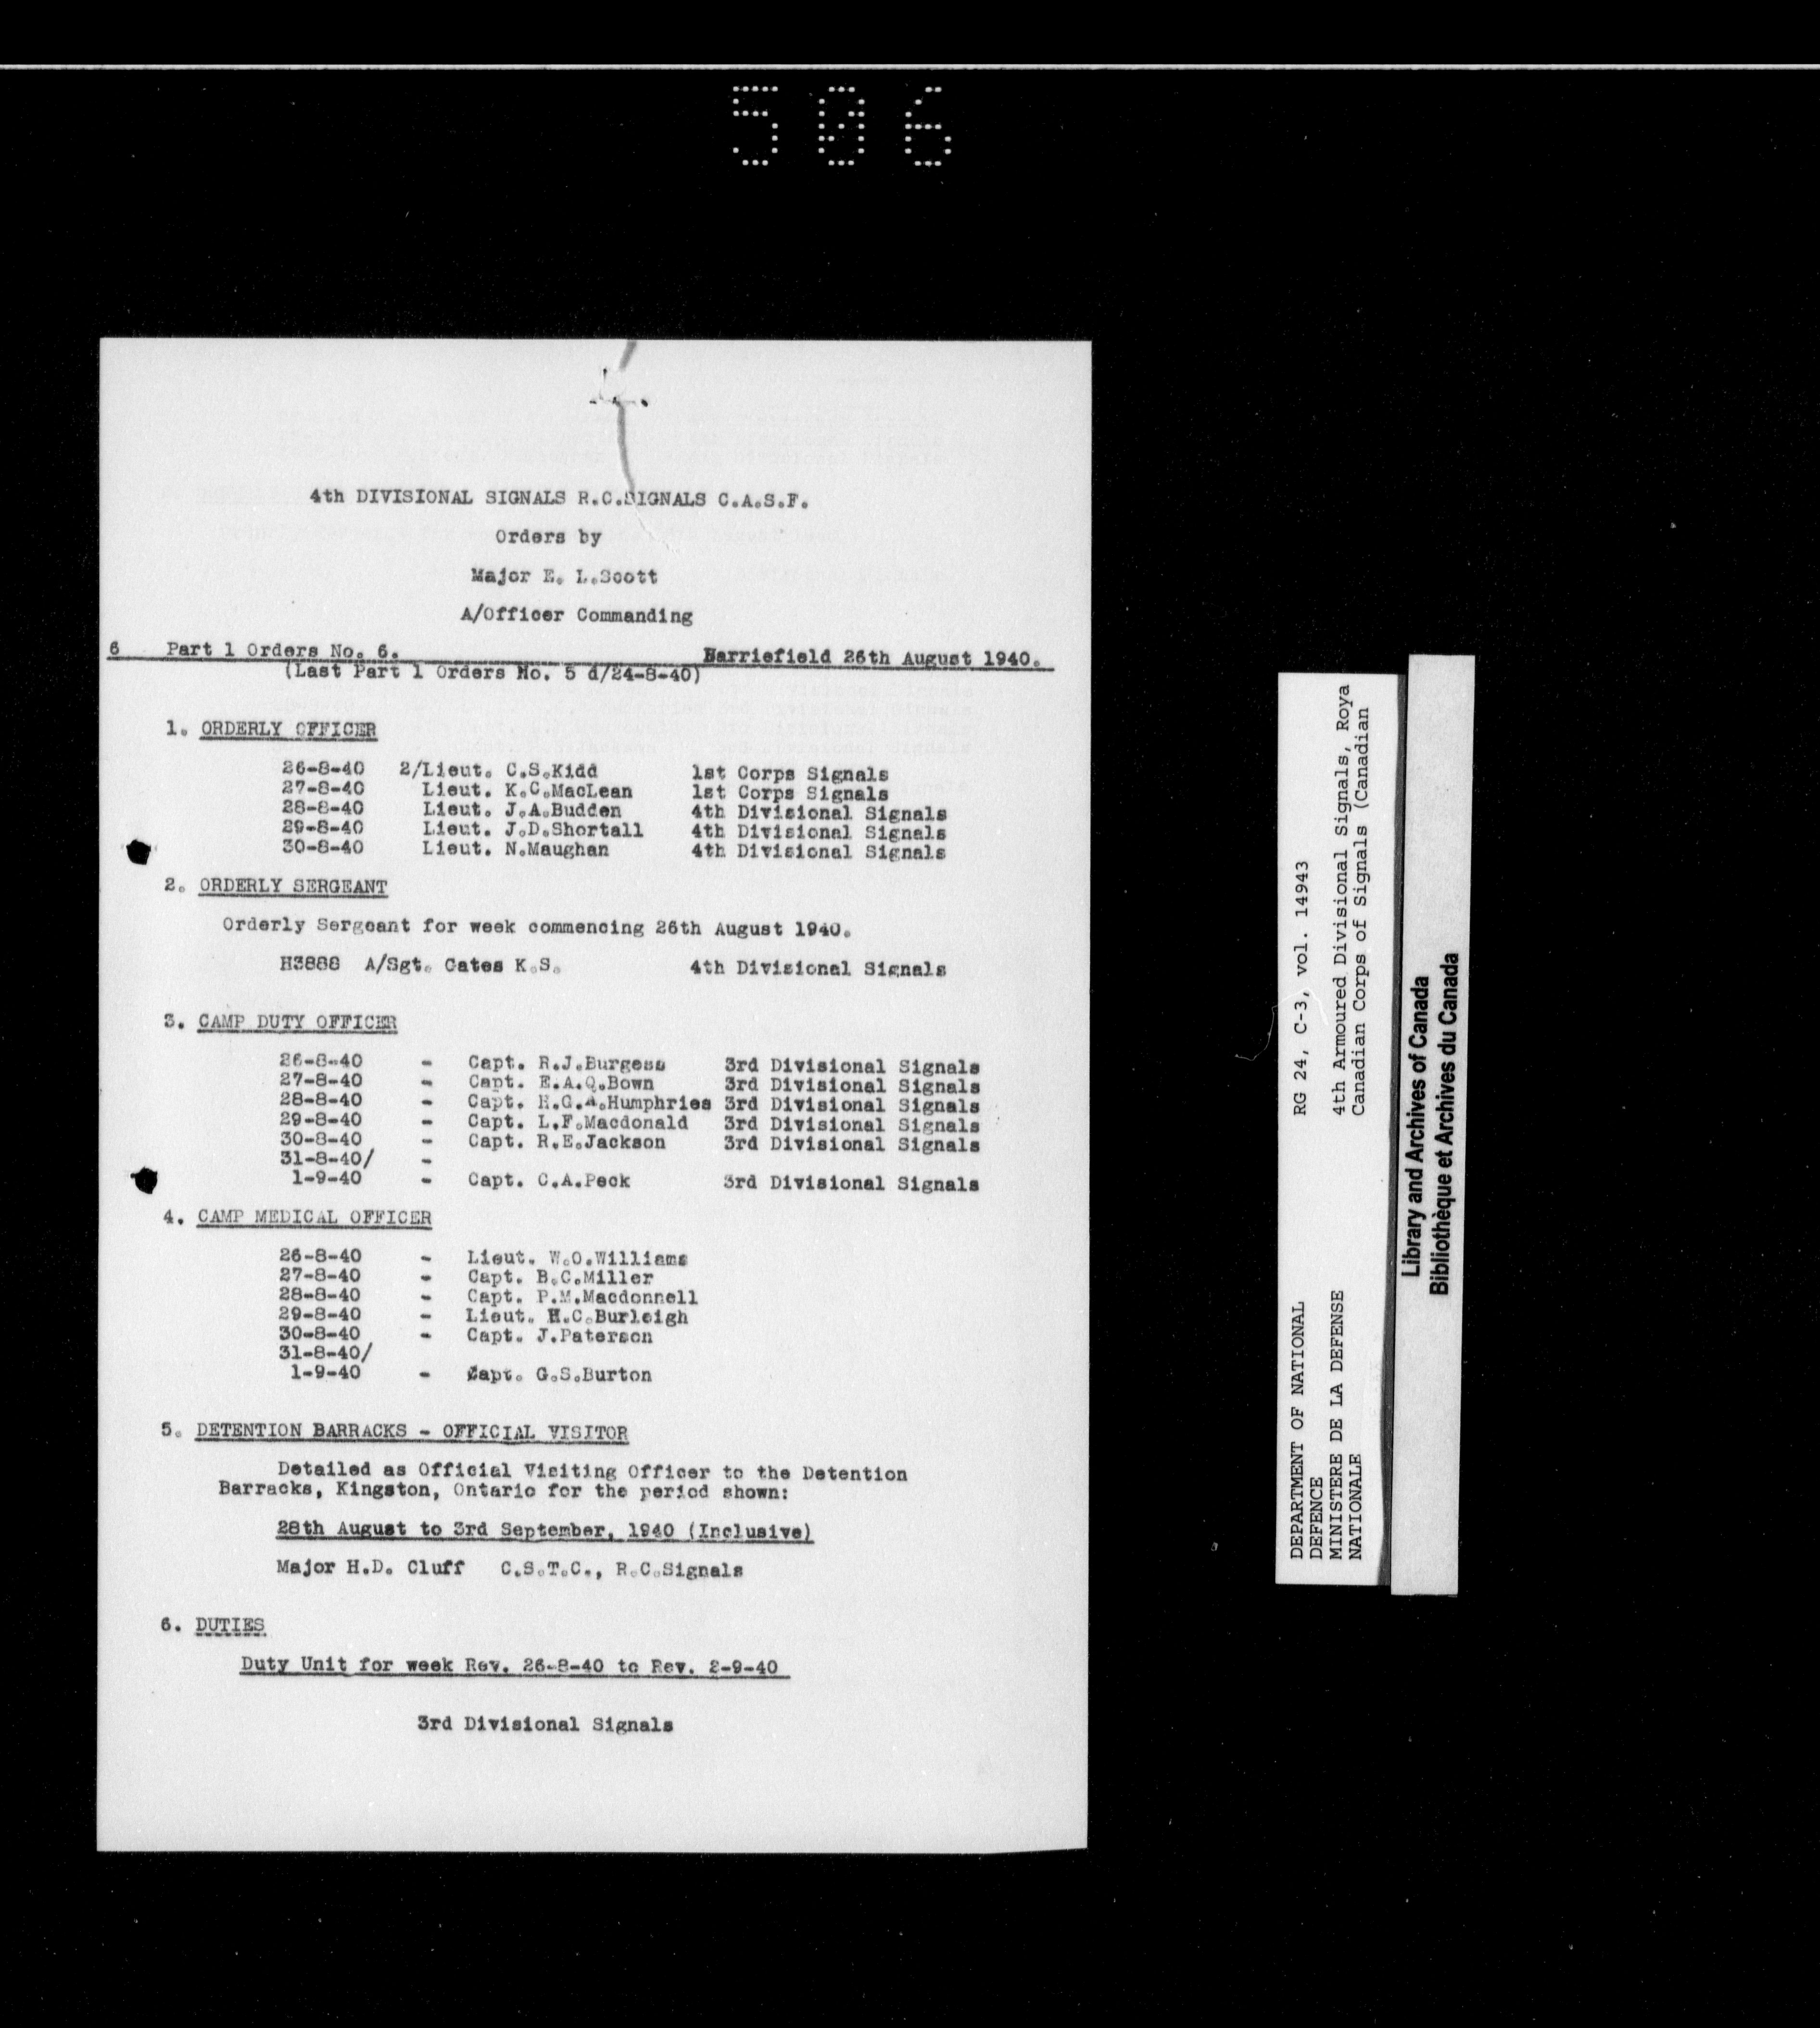 506
4th DIVISIONAL SIGNALS R.C.SIGNALS C.A.S.F.
Orders by
Major E. L.Scott
A/Officer Commanding
6 Part 1 Orders No. 6. Barriefield 26th August 1940.
(Last Part 1 Orders No. 5 d/24-8-40)
1. ORDERLY OFFICER
26-8-40 2/Lieut. C.S.Kidd 1st Corps Signals
27-8-40 Lieut. K.C.MacLean 1st Corps Signals
28-8-40 Lieut. J.A.Budden 4th Divisional Signals
29-8-40 Lieut. J.D.Shortall 4th Divisional Signals
30-8-40 Lieut. N.Maughan 4th Divisional Signals
2. ORDERLY SERGEANT
Orderly Sergeant for week commencing 26th August 1940.
H3888 A/Sgt. Cates K.S. 4th Divisional Signals
3. CAMP DUTY OFFICER
26-8-40 - Capt. R.J.Burgess 3rd Divisional Signals
27-8-40 - Capt. E.A.Q.Bown 3rd Divisional Signals
28-8-40 - Capt. Humphries 3rd Divisional Signals
29-8-40 - Capt. L.F.Macdonald 3rd Divisional Signals
30-8-40 - Capt. R.E.Jackson 3rd Divisional Signals
31-8-40/ -
1-9-40 - Capt. C.A.Peck 3rd Divisional Signals
4. CAMP MEDICAL OFFICER
26-8-40 - Lieut. W.O.Williams
27-8-40 - Capt. B.C.Miller
28-8-40 - Capt. P.M.Macdonnell
29-8-40 - Lieut. H.C.Burleigh
30-8-40 - Capt. J.Paterson
31-8-40/
1-9-40 - Capt. G.S.Burton
5. DETENTION BARRACKS - OFFICIAL VISITOR
Detailed as Official Visiting Officer to the Detention
Barracks, Kingston, Ontario for the period shown:
28th August to 3rd September, 1940 (Inclusive)
Major H.D. Cluff C.S.T.C., R.C.Signals
6. DUTIES
Duty Unit for week Rev. 26-8-40 to Rev. 2-9-40
3rd Divisional Signals
DEPARTMENT OF NATIONAL
DEFENCE
MINISTERE DE LA DEFENSE
NATIONALE
RG 24, C-3, vol. 14943
4th Armoured Divisional Signals, Roya
Canadian Corps of Signals (Canadian
Library and Archives of Canada
Bibliothèque et Archives du Canada